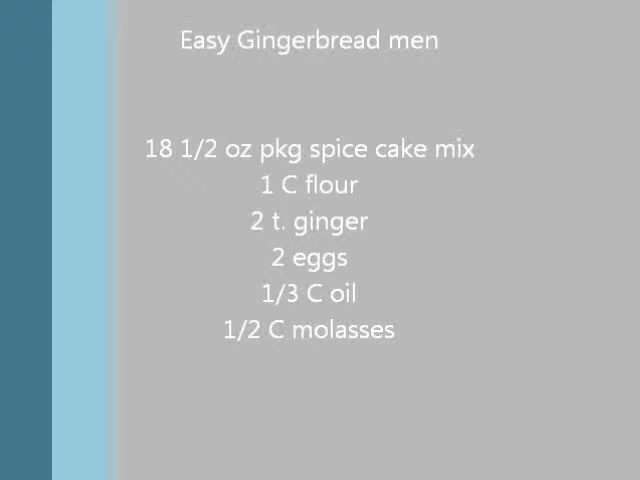 Easy Gingerbread men
18 1/2 oz pkg spice cake mix
1 C flour
2 t. ginger
2 eggs
1/3 C oil
1/2 C molasses